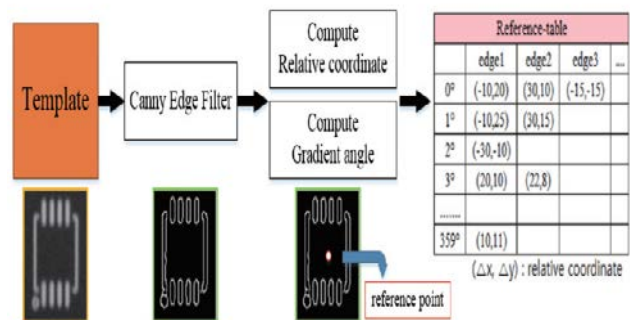 Template
Canny Edge Filter
Compute
Relative coordinate
Compute
Gradient angle
reference point
Reference-table
edge1 edge2 edge3 ...
0° (-10,20) (30,10) (-15,-15)
1° (-10,25) (30,15)
2° (-30,-10)
3° (20,10) (22,8)
.......
359° (10,11)
(△x, △y) : relative coordinate